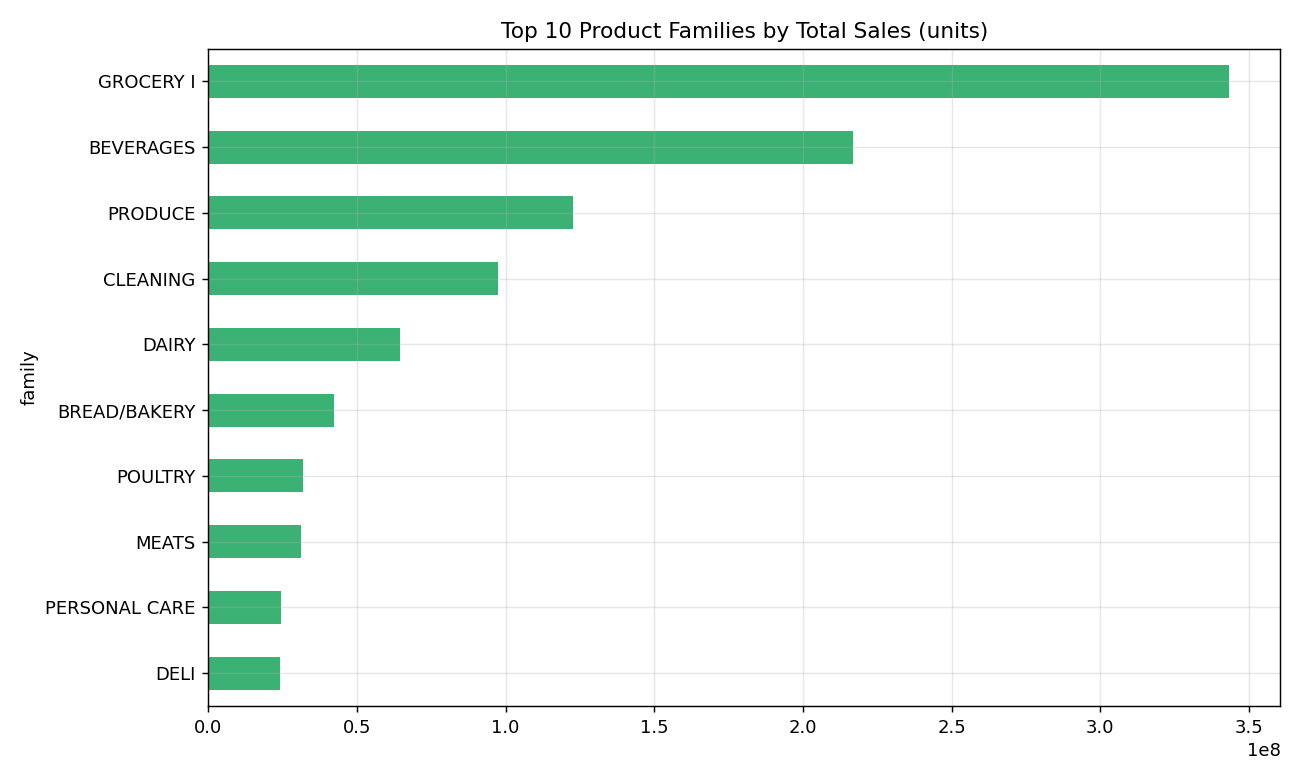 Top 10 Product Families by Total Sales (units)
GROCERY I
BEVERAGES
PRODUCE
CLEANING
DAIRY
BREAD/BAKERY
POULTRY
MEATS
PERSONAL CARE
DELI
family
0.0 0.5 1.0 1.5 2.0 2.5 3.0 3.5
1e8